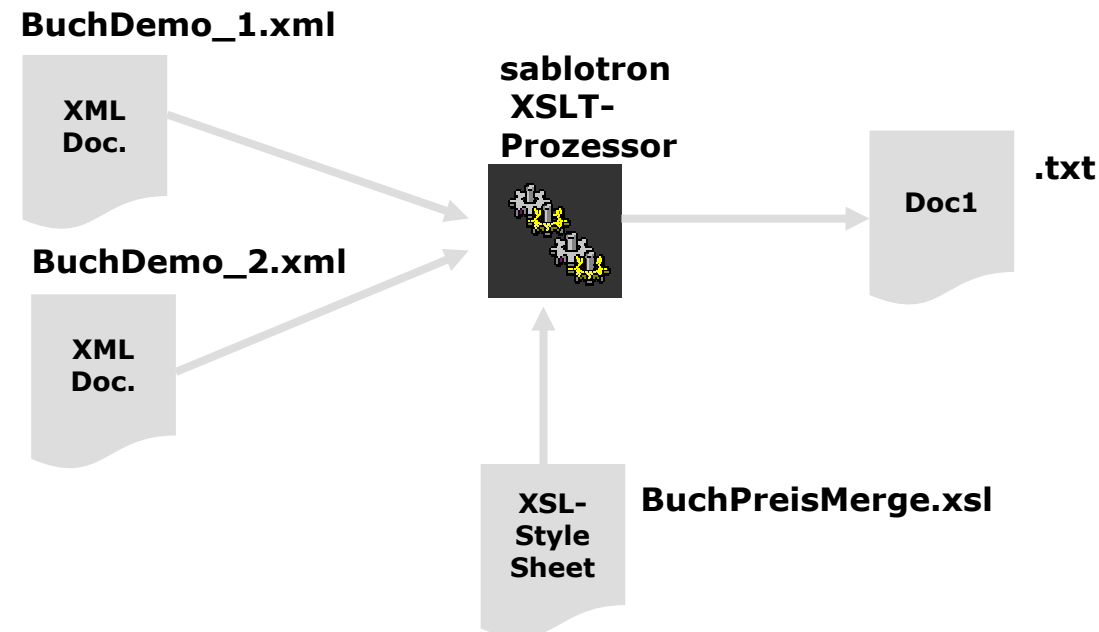 BuchDemo_1.xml
XML
Doc.
sablotron
XSLT-
Prozessor
Doc1
.txt
BuchDemo_2.xml
XML
Doc.
XSL-
Style
Sheet
BuchPreisMerge.xsl